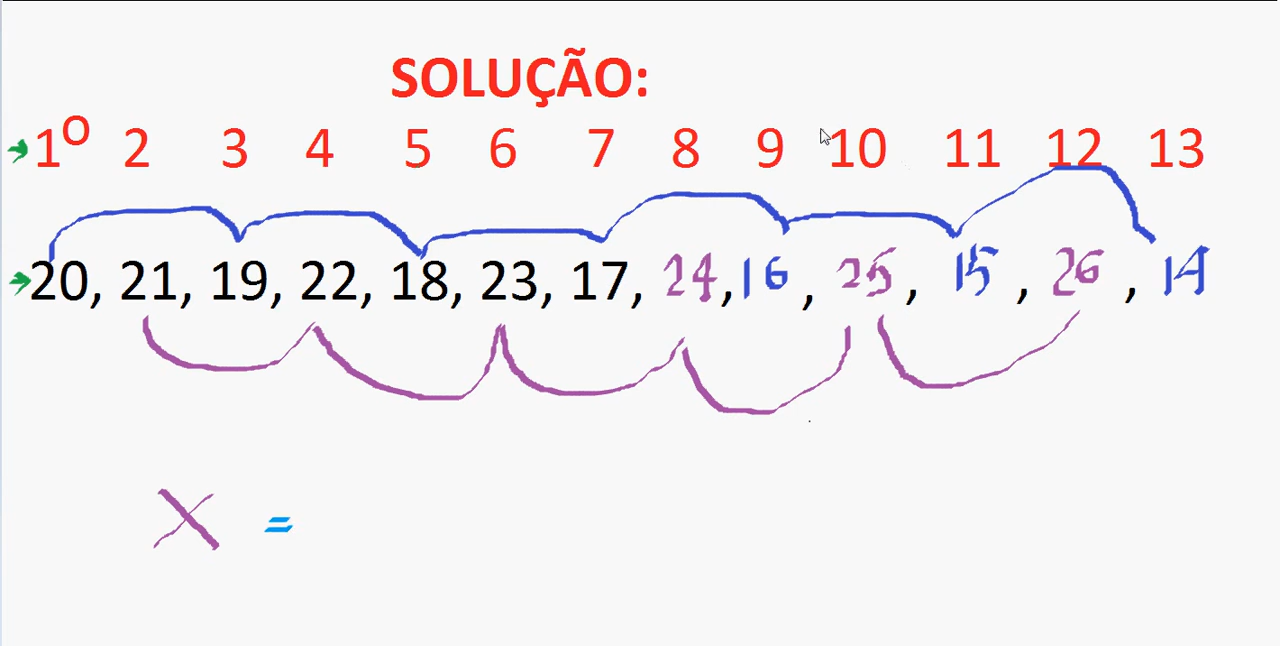 SOLUÇÃO:
1º 2 3 4 5 6 7 8 9 10 11 12 13
20, 21, 19, 22, 18, 23, 17, 24, 16, 25, 15, 26, 14
X =